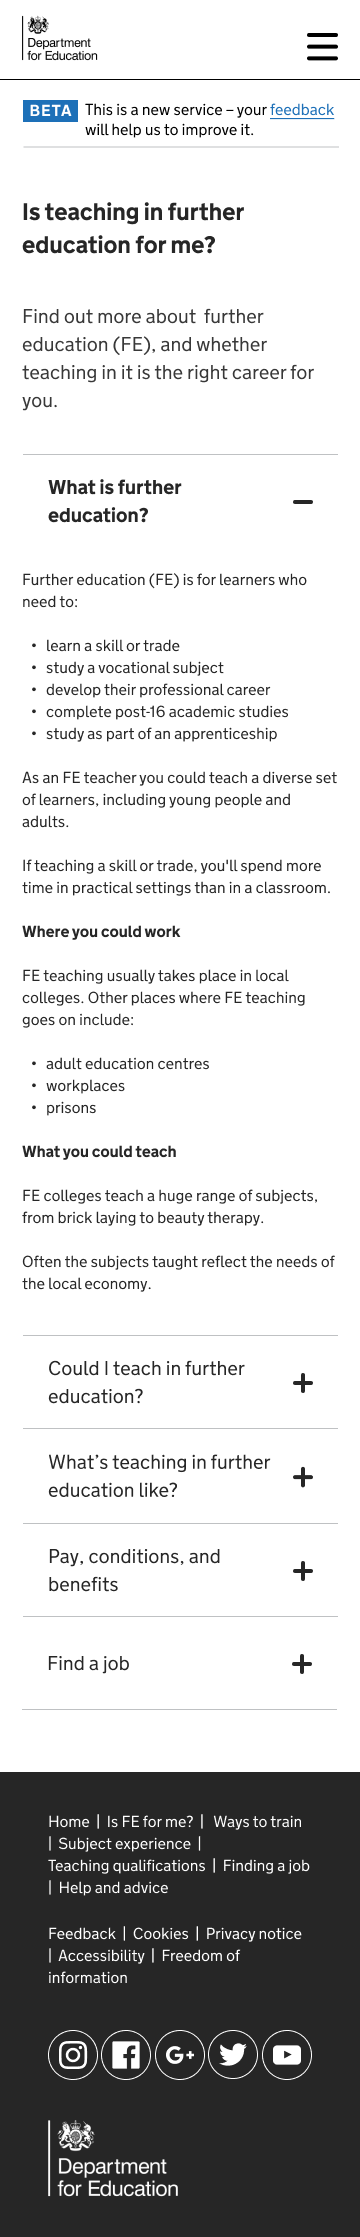 Department
for Education
BETA This is a new service – your feedback
will help us to improve it.
Is teaching in further
education for me?
Find out more about further
education (FE), and whether
teaching in it is the right career for
you.
What is further
education?
Further education (FE) is for learners who
need to:
• learn a skill or trade
• study a vocational subject
• develop their professional career
• complete post-16 academic studies
• study as part of an apprenticeship
As an FE teacher you could teach a diverse set
of learners, including young people and
adults.
If teaching a skill or trade, you'll spend more
time in practical settings than in a classroom.
Where you could work
FE teaching usually takes place in local
colleges. Other places where FE teaching
goes on include:
• adult education centres
• workplaces
• prisons
What you could teach
FE colleges teach a huge range of subjects,
from brick laying to beauty therapy.
Often the subjects taught reflect the needs of
the local economy.
Could I teach in further
education?
What’s teaching in further
education like?
Pay, conditions, and
benefits
Find a job
Home | Is FE for me? | Ways to train
| Subject experience |
Teaching qualifications | Finding a job
| Help and advice
Feedback | Cookies | Privacy notice
| Accessibility | Freedom of
information
G+
Department
for Education